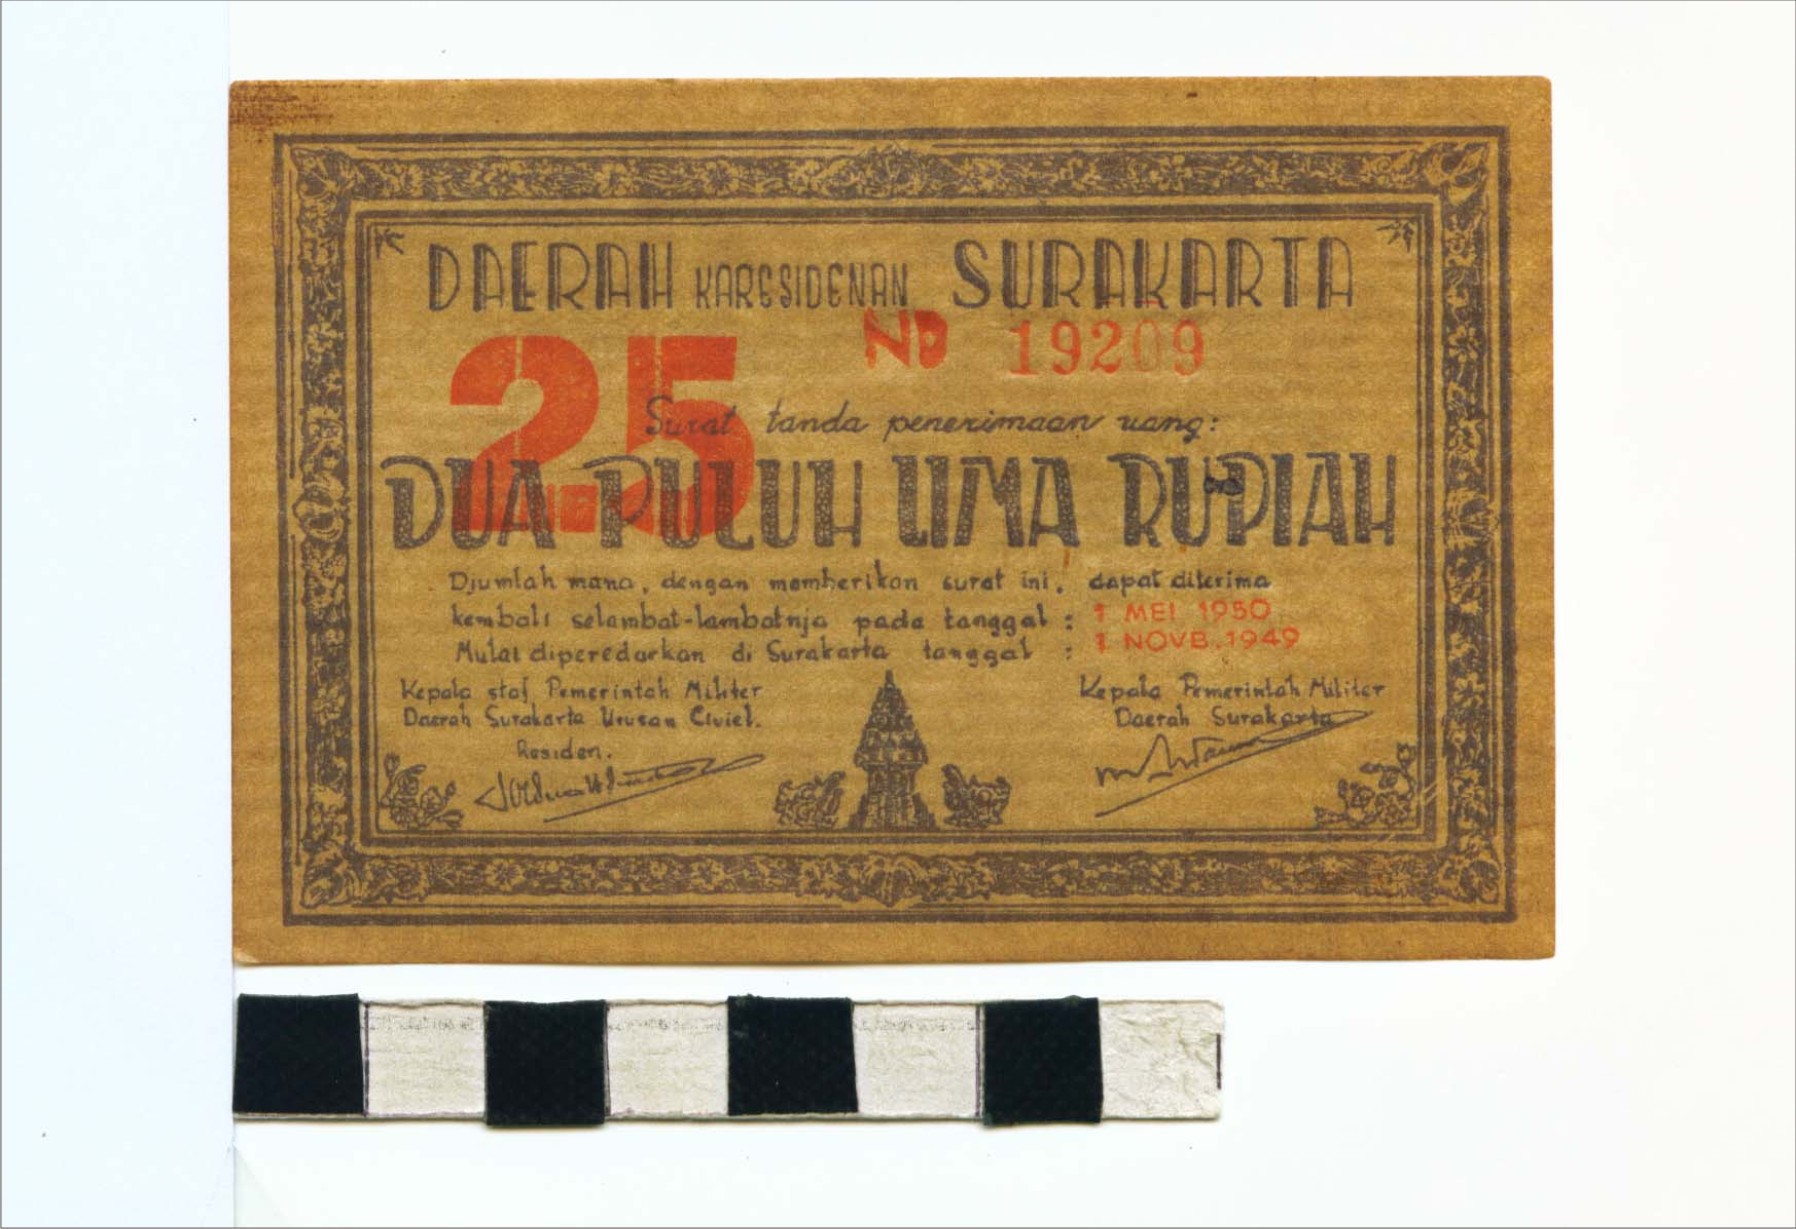 DAERAH KARESIDENAN SURAKARTA
25
NO 19209
Surat tanda penerimaan uang:
DUA PULUH LIMA RUPIAH
Djumlah mana, dengan memberikan surat ini, dapat diterima
kembali selambat-lambatnja pada tanggal : 1 MEI 1950
Mulai diperedarkan di Surakarta tanggal : 1 NOVB.1949
Kepala staf Pemerintah Militer
Daerah Surakarta Urusan Civiel.
Residen.
Kepala Pemerintah Militer
Daerah Surakarta